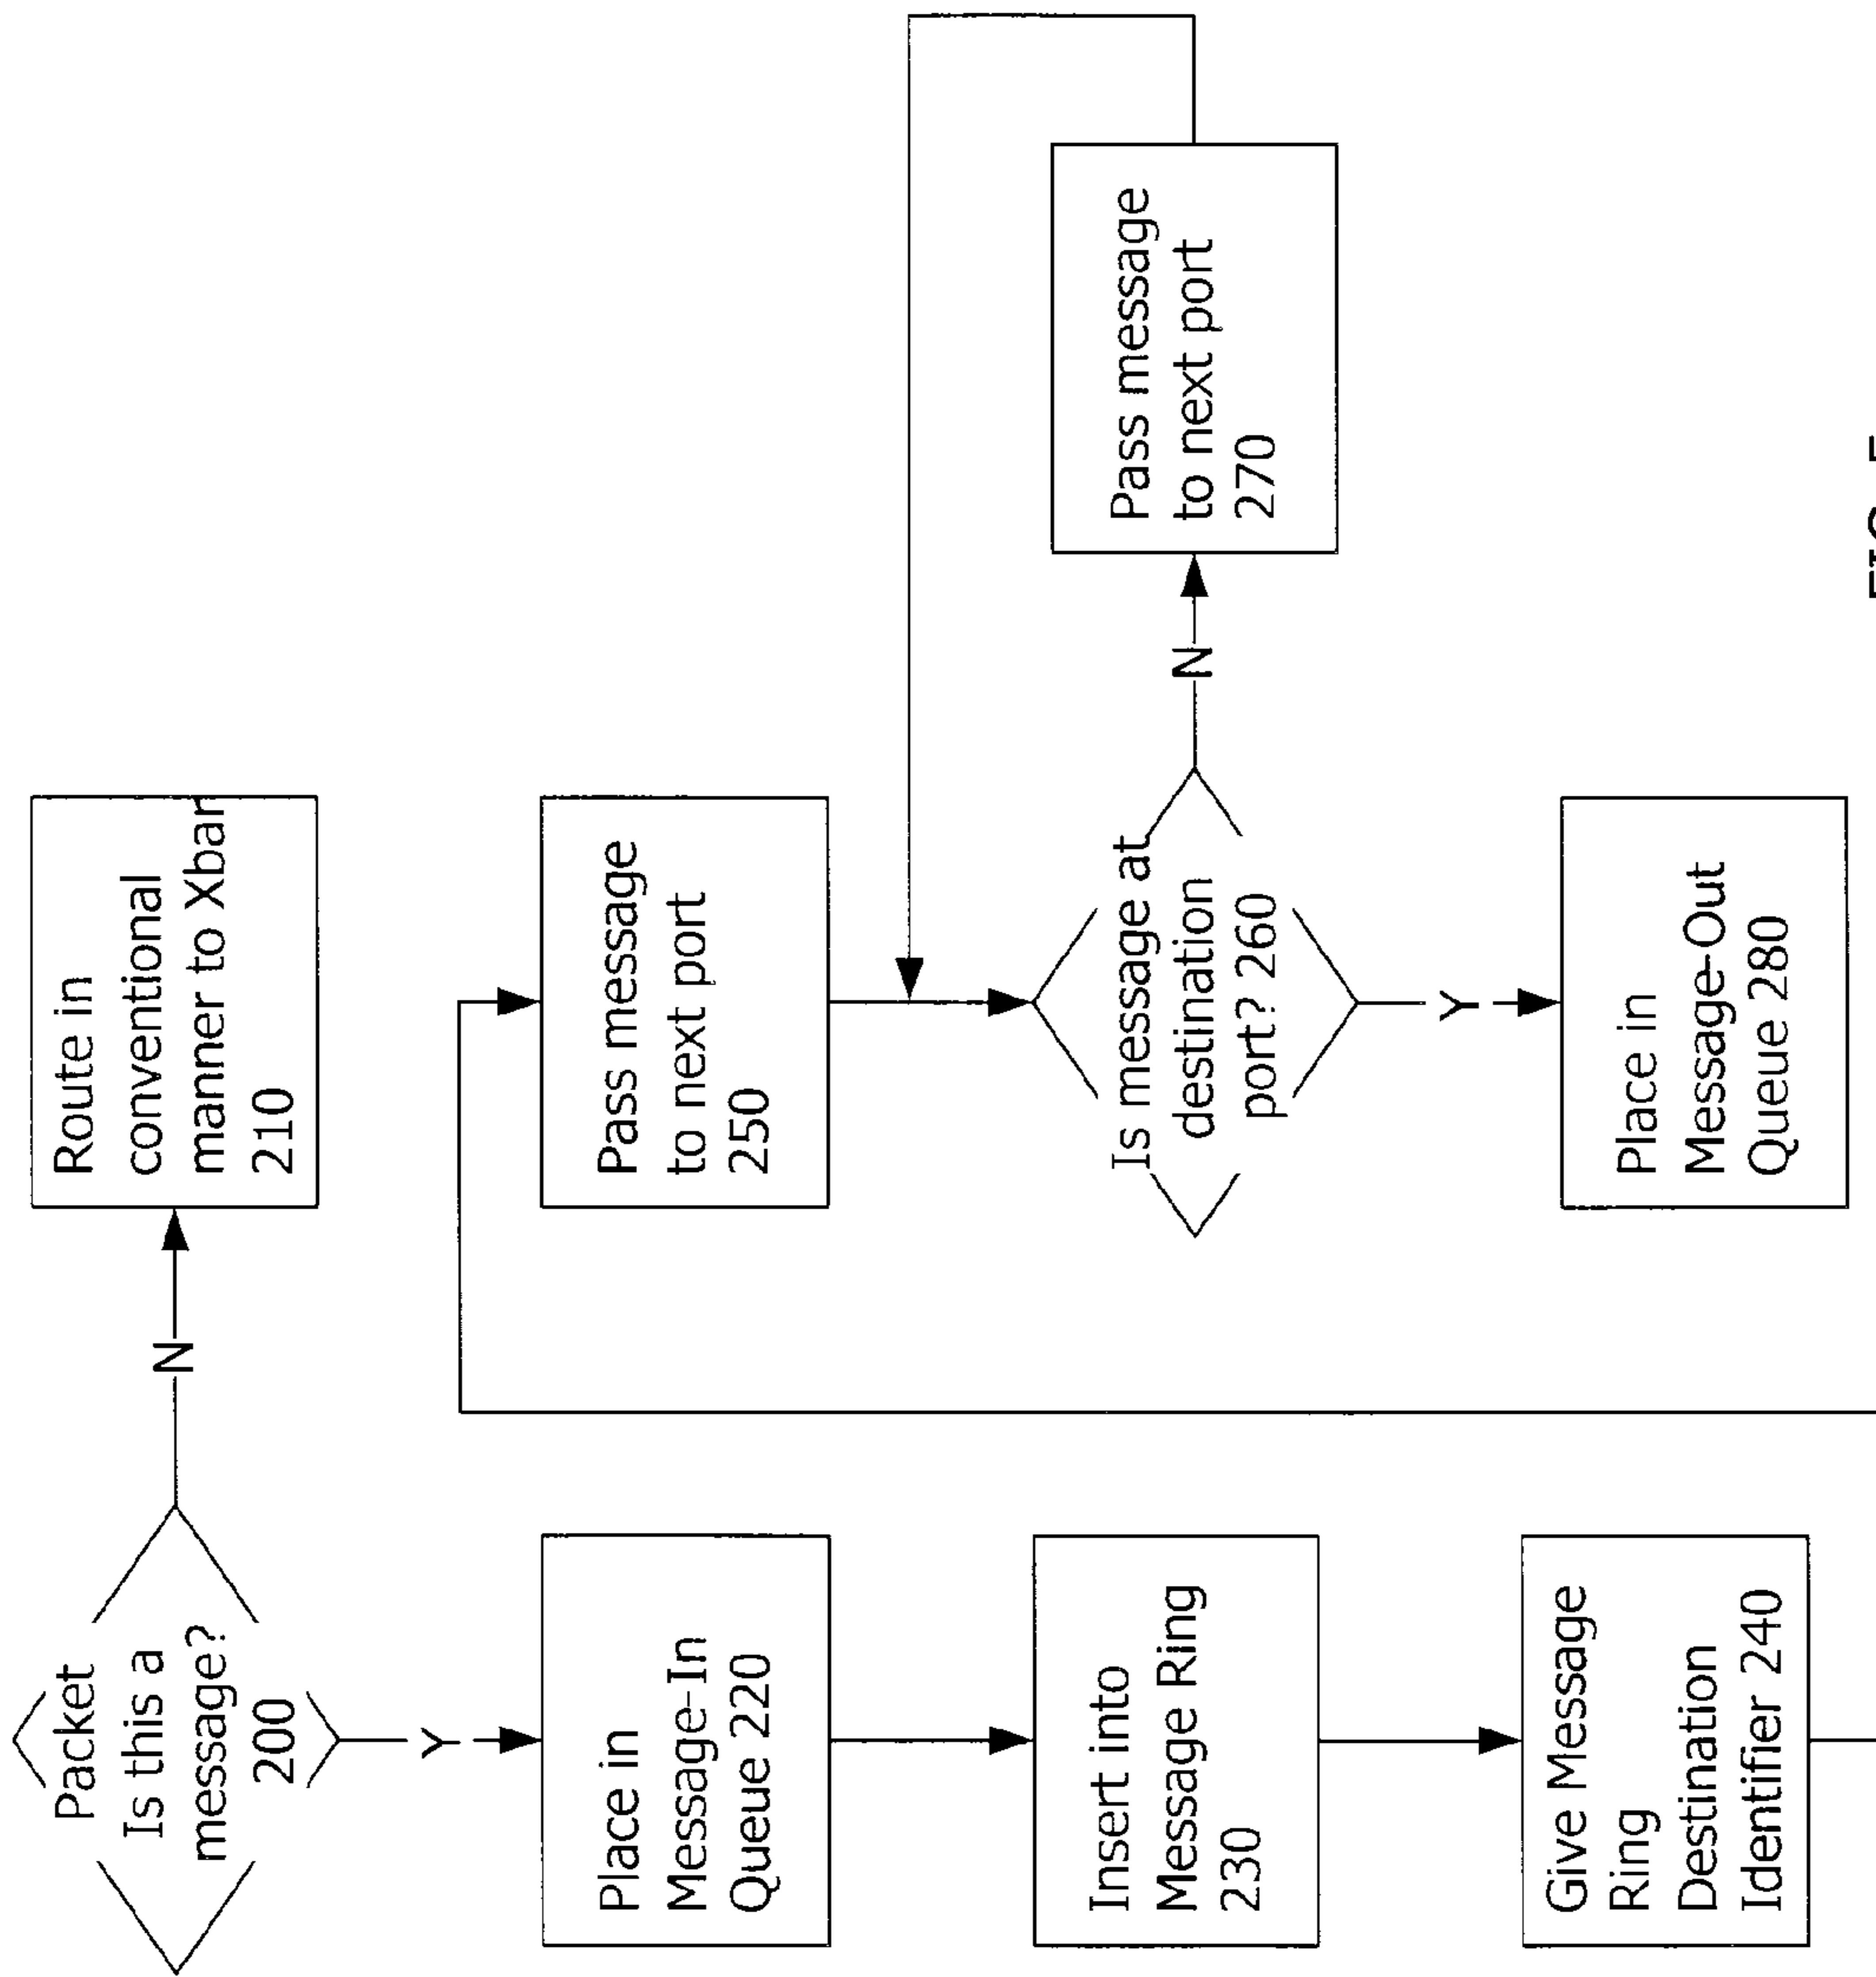 Packet
Is this a
message?
200
N
Route in
conventional
manner to Xbar
210
Y
Place in
Message-In
Queue 220
Insert into
Message Ring
230
Give Message
Ring
Destination
Identifier 240
Pass message
to next port
250
Is message at
destination
port? 260
N
Pass message
to next port
270
Y
Place in
Message-Out
Queue 280